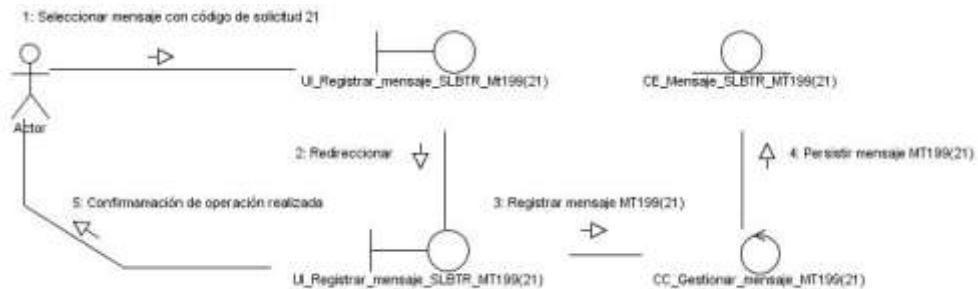 1: Seleccionar mensaje con código de solicitud 21
UI_Registrar_mensaje_SLBTR_Mt199(21)
CE_Mensaje_SLBTR_MT199(21)
Actor
2: Redireccionar
4: Persistir mensaje MT199(21)
5: Confirmamación de operación realizada
3: Registrar mensaje MT199(21)
UI_Registrar_mensaje_SLBTR_MT199(21)
CC_Gestionar_mensaje_MT199(21)